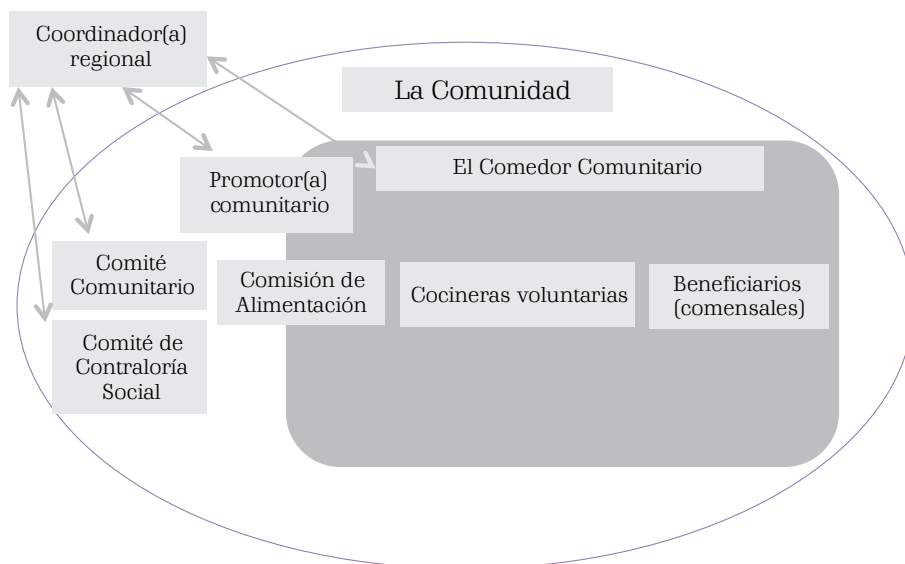 Coordinador(a)
regional
La Comunidad
El Comedor Comunitario
Promotor(a)
comunitario
Comité
Comunitario
Comisión de
Alimentación
Cocineras voluntarias
Beneficiarios
(comensales)
Comité de
Contraloría
Social